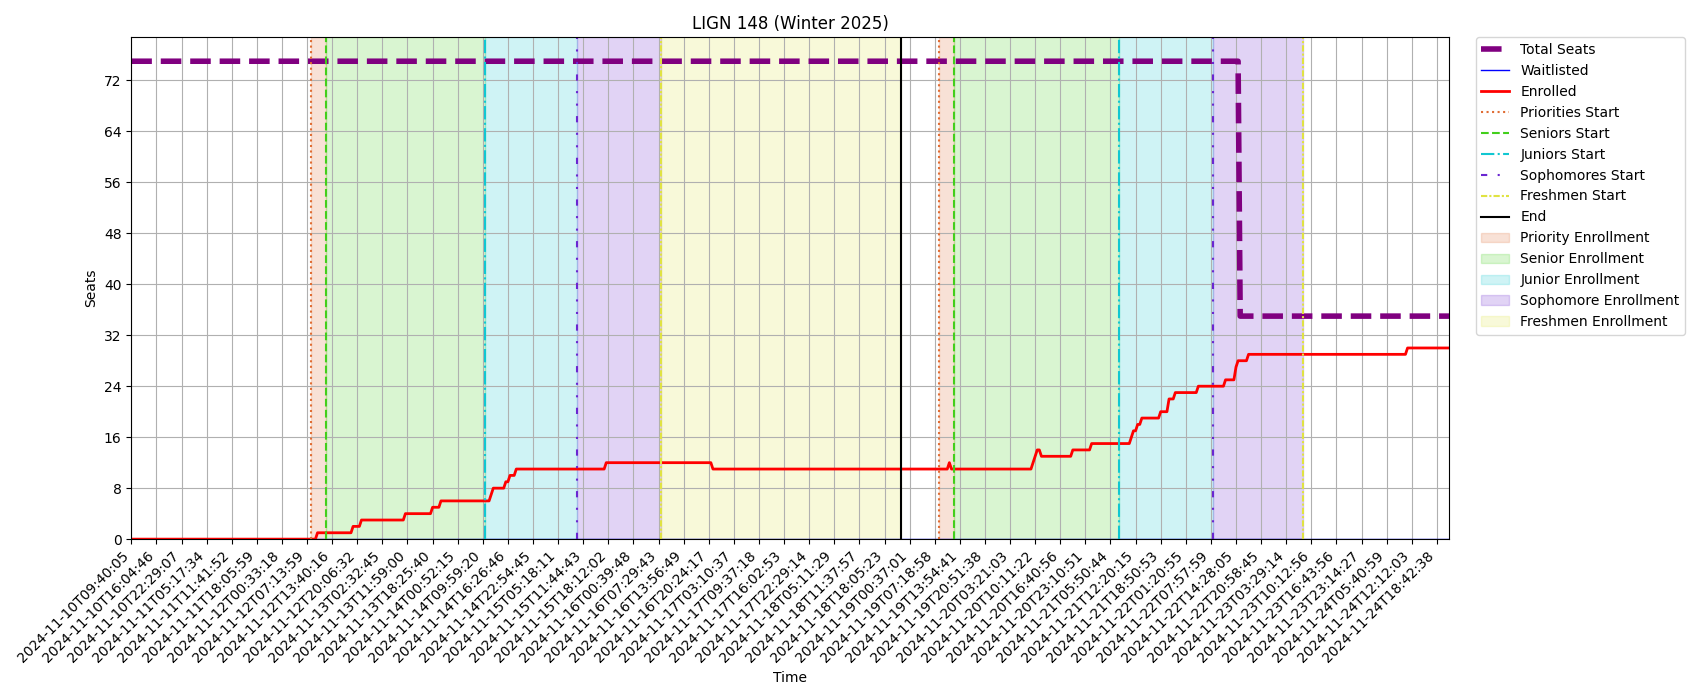 LIGN 148 (Winter 2025)
Seats
72
64
56
48
40
32
24
16
8
0
2024-11-10T09:40:05
2024-11-10T16:04:46
2024-11-10T22:29:07
2024-11-11T05:17:34
2024-11-11T11:41:52
2024-11-11T18:05:59
2024-11-12T00:33:18
2024-11-12T07:13:59
2024-11-12T13:40:16
2024-11-12T20:06:32
2024-11-13T03:32:45
2024-11-13T11:59:00
2024-11-13T18:25:40
2024-11-14T00:52:15
2024-11-14T09:59:20
2024-11-14T16:26:46
2024-11-14T22:54:45
2024-11-15T05:18:11
2024-11-15T11:44:43
2024-11-15T18:12:02
2024-11-16T00:39:48
2024-11-16T07:29:43
2024-11-16T13:56:49
2024-11-16T20:24:17
2024-11-17T03:10:37
2024-11-17T09:37:18
2024-11-17T16:02:53
2024-11-17T22:29:14
2024-11-18T05:11:29
2024-11-18T11:37:57
2024-11-18T18:05:23
2024-11-19T00:37:01
2024-11-19T07:18:58
2024-11-19T13:54:41
2024-11-19T20:51:38
2024-11-20T03:21:03
2024-11-20T10:11:22
2024-11-20T16:40:56
2024-11-20T23:10:51
2024-11-21T05:50:44
2024-11-21T12:20:15
2024-11-21T18:50:53
2024-11-22T01:20:55
2024-11-22T07:57:59
2024-11-22T14:28:05
2024-11-22T20:58:45
2024-11-23T03:29:14
2024-11-23T10:12:56
2024-11-23T16:43:56
2024-11-23T23:14:27
2024-11-24T05:40:59
2024-11-24T12:12:03
2024-11-24T18:42:38
Time
Total Seats
Waitlisted
Enrolled
Priorities Start
Seniors Start
Juniors Start
Sophomores Start
Freshmen Start
End
Priority Enrollment
Senior Enrollment
Junior Enrollment
Sophomore Enrollment
Freshmen Enrollment